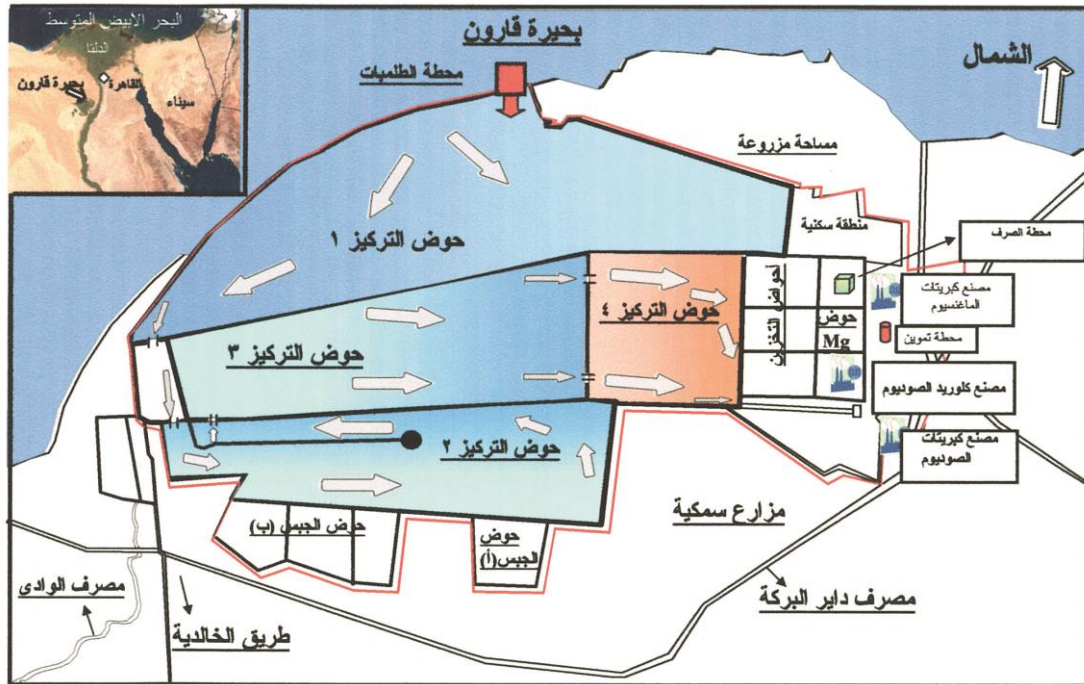 البحر الابيض المتوسط
الدلتا
القاهرة
بحيرة قارون
سيناء
بحيرة قارون
محطة الطلمبات
الشمال
مساحة مزروعة
منطقة سكنية
محطة الصرف
حوض التركيز ١
مصنع كبريتات
الماغنسيوم
أحواض التخزين
حوض
Mg
محطة تموين
حوض التركيز ٤
حوض التركيز ٣
مصنع كلوريد الصوديوم
مصنع كبريتات
الصوديوم
حوض التركيز ٢
مزارع سمكية
حوض الجبس (ب)
حوض
الجبس(أ)
مصرف الوادى
طريق الخالدية
مصرف داير البركة